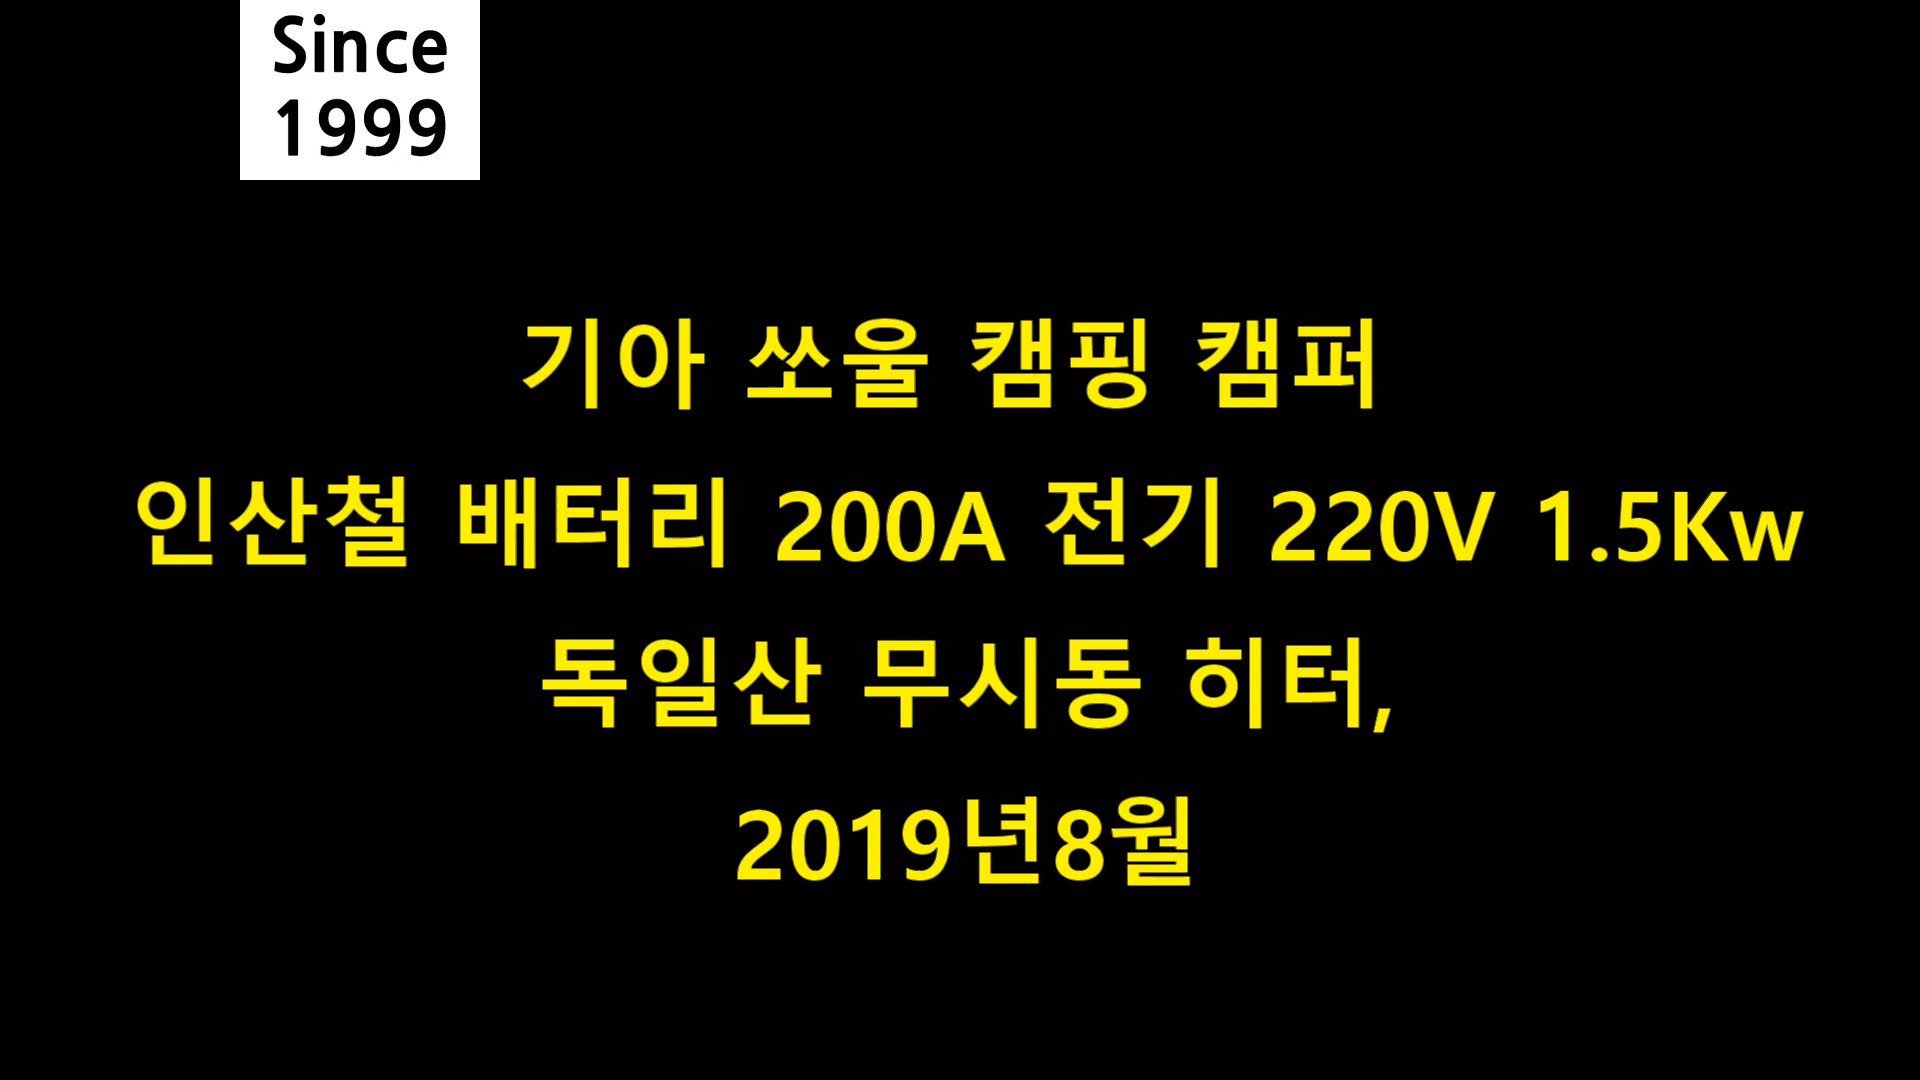 Since
1999
기아 쏘울 캠핑 캠퍼
인산철 배터리 200A 전기 220V 1.5Kw
독일산 무시동 히터,
2019년8월